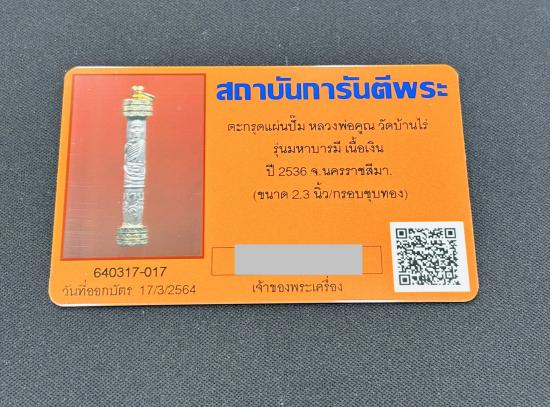 สถาบันการันตีพระ
ตะกรุดแผ่นปั๊ม หลวงพ่อคูณ วัดบ้านไร่
รุ่นมหาบารมี เนื้อเงิน
ปี 2536 จ.นครราชสีมา.
(ขนาด 2.3 นิ้ว/กรอบชุบทอง)
640317-017
วันที่ออกบัตร 17/3/2564
เจ้าของพระเครื่อง